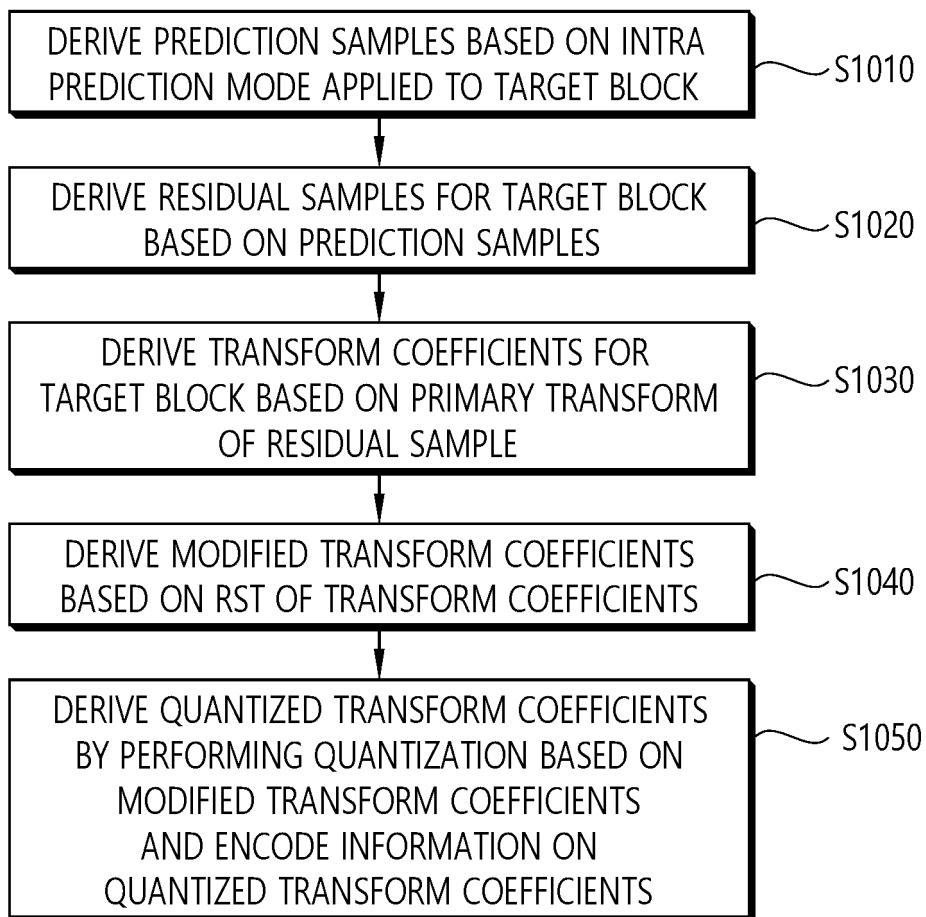 DERIVE PREDICTION SAMPLES BASED ON INTRA
PREDICTION MODE APPLIED TO TARGET BLOCK
S1010
DERIVE RESIDUAL SAMPLES FOR TARGET BLOCK
BASED ON PREDICTION SAMPLES
S1020
DERIVE TRANSFORM COEFFICIENTS FOR
TARGET BLOCK BASED ON PRIMARY TRANSFORM
OF RESIDUAL SAMPLE
S1030
DERIVE MODIFIED TRANSFORM COEFFICIENTS
BASED ON RST OF TRANSFORM COEFFICIENTS
S1040
DERIVE QUANTIZED TRANSFORM COEFFICIENTS
BY PERFORMING QUANTIZATION BASED ON
MODIFIED TRANSFORM COEFFICIENTS
AND ENCODE INFORMATION ON
QUANTIZED TRANSFORM COEFFICIENTS
S1050